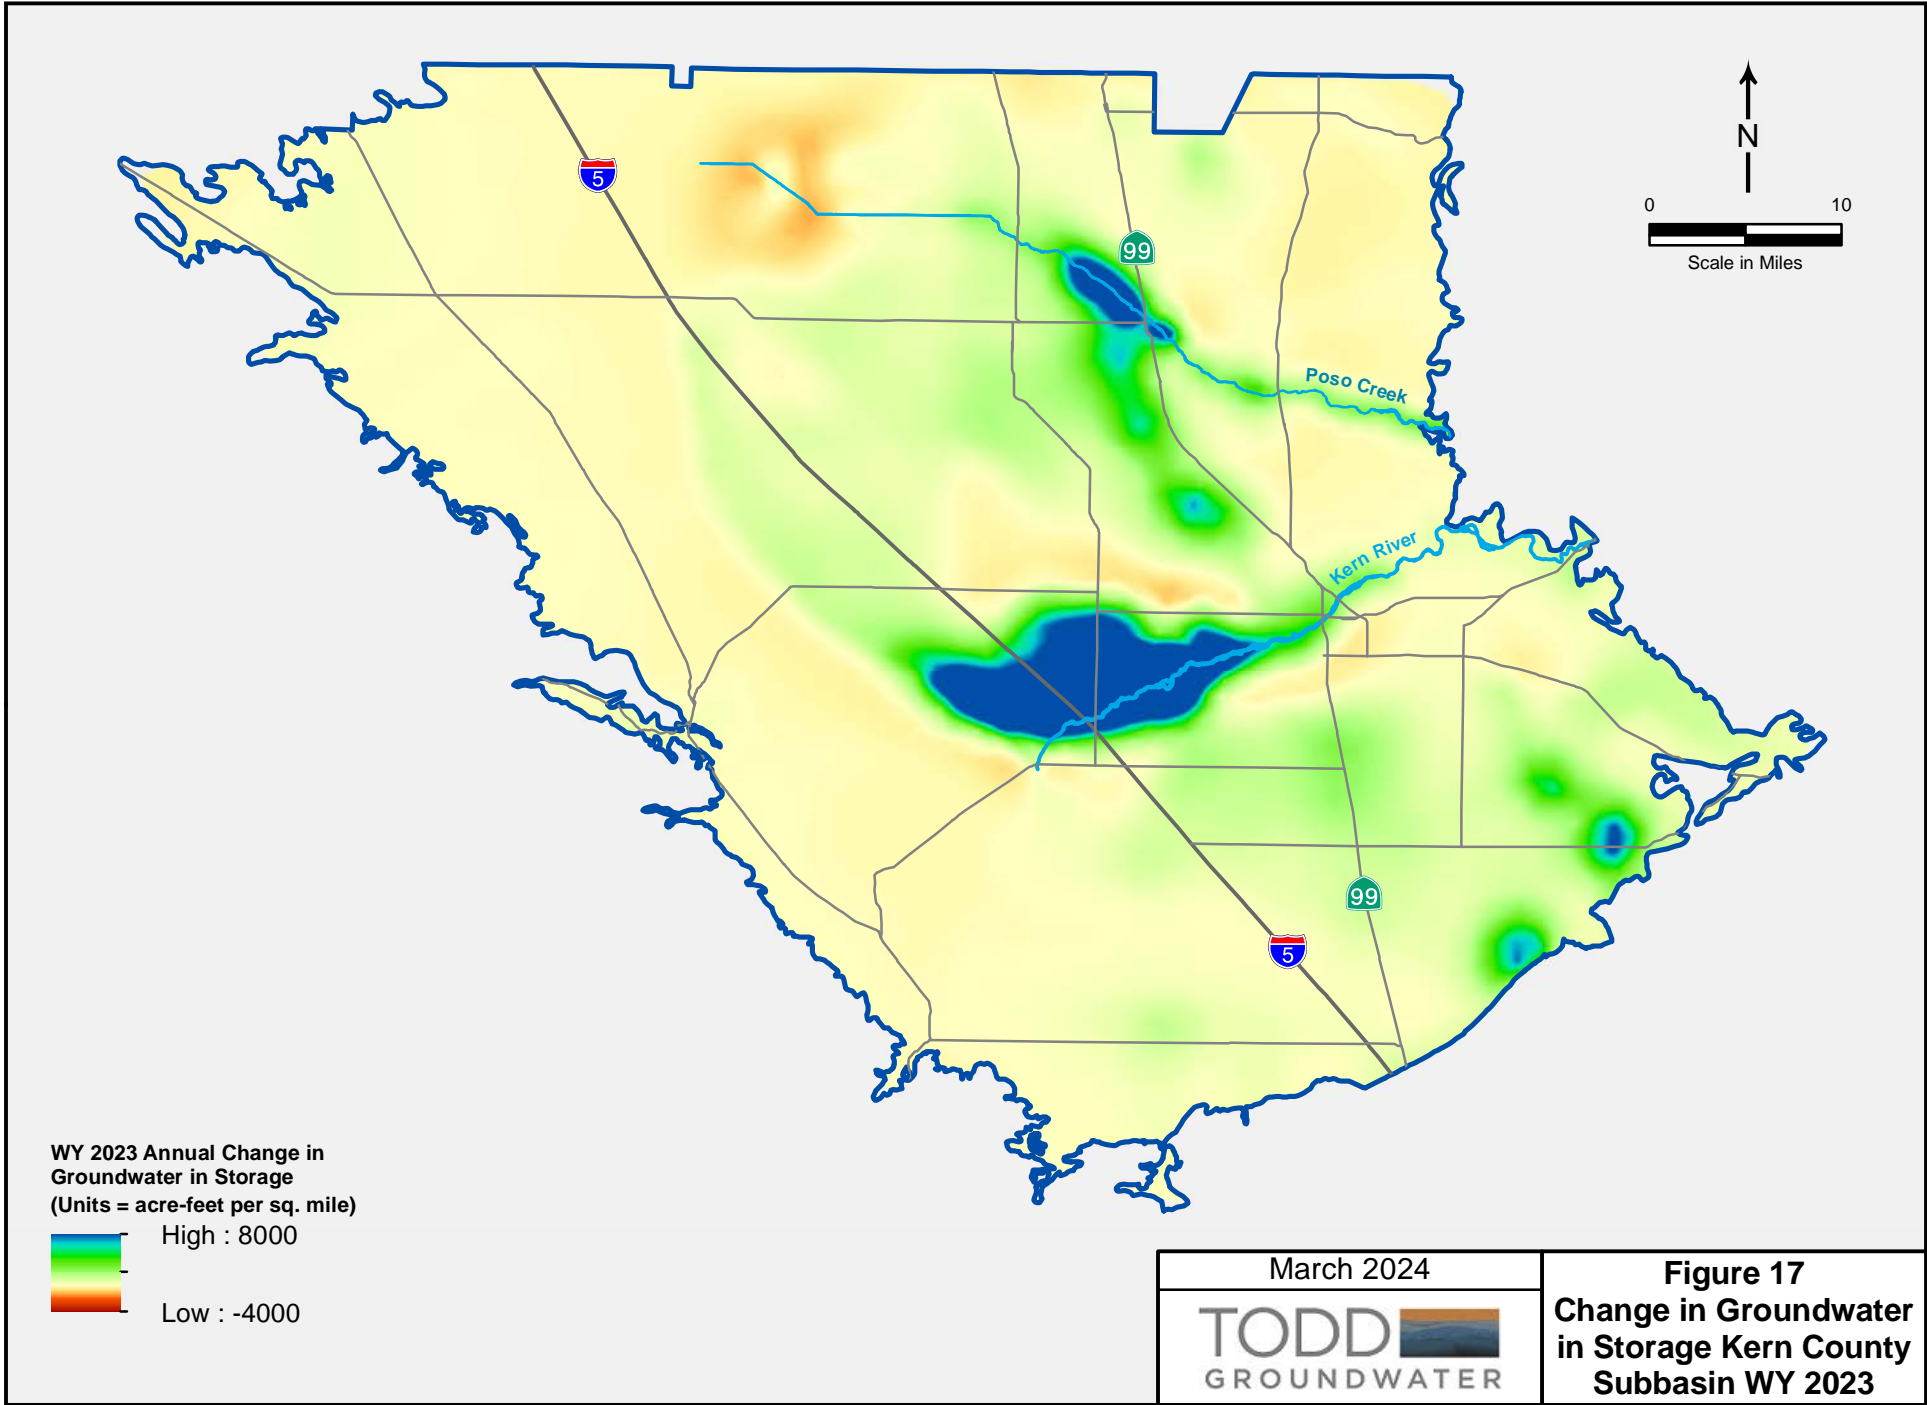 N
0 10
Scale in Miles
5
99
Poso Creek
Kern River
99
5
WY 2023 Annual Change in
Groundwater in Storage
(Units = acre-feet per sq. mile)
High : 8000
Low : -4000
March 2024
TODD
GROUNDWATER
Figure 17
Change in Groundwater
in Storage Kern County
Subbasin WY 2023